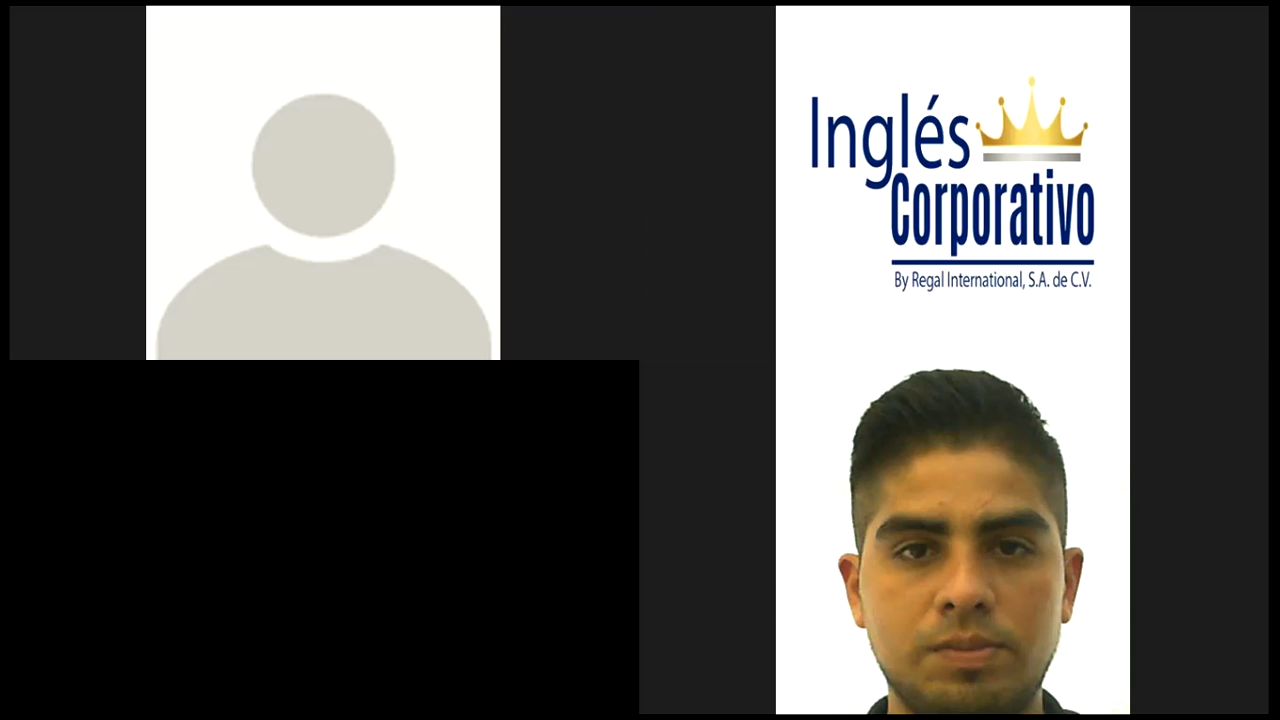 Inglés
Corporativo
By Regal International, S.A. de C.V.